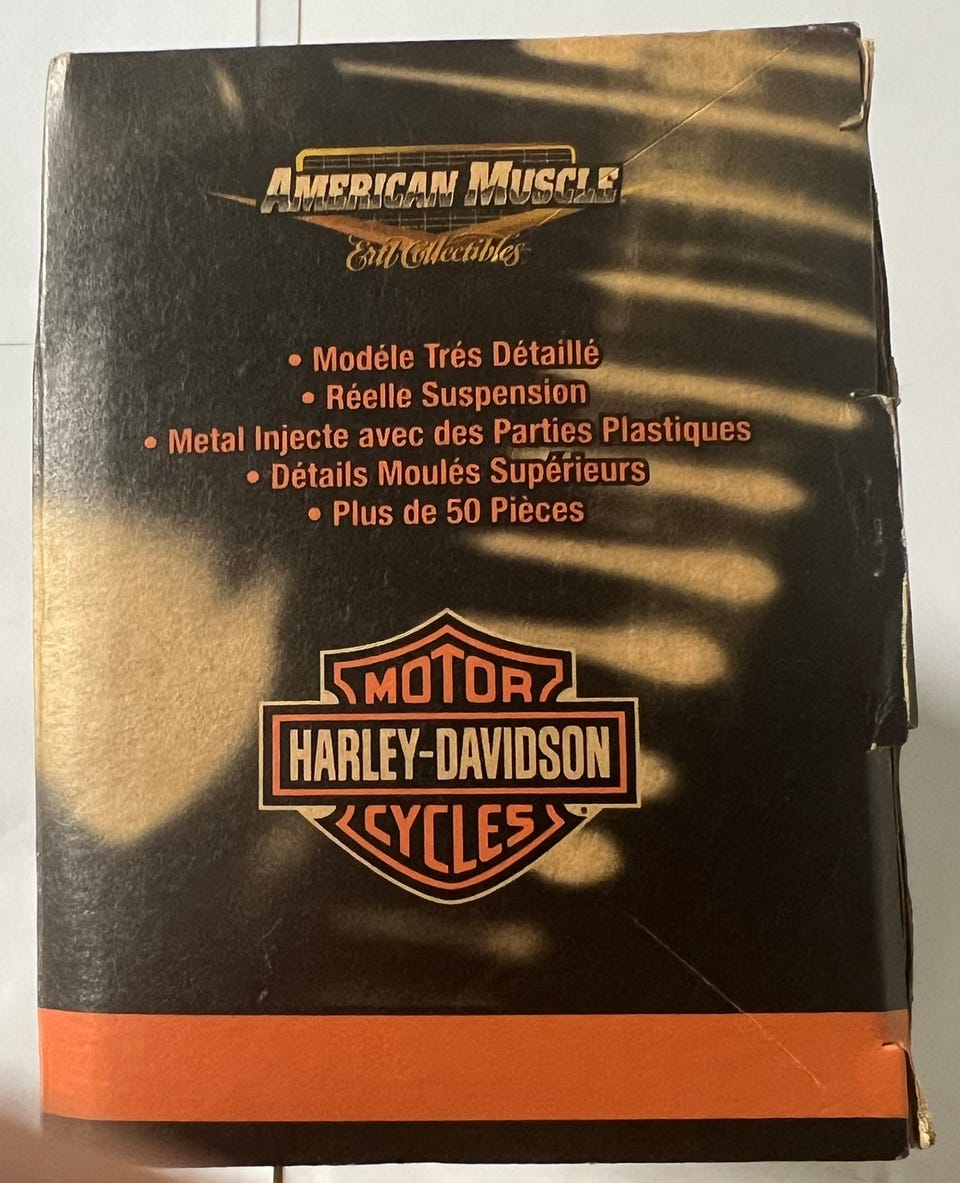 AMERICAN MUSCLE
Ertl Collectibles
• Modéle Trés Détaillé
• Réelle Suspension
• Metal Injecte avec des Parties Plastiques
• Détails Moulés Supérieurs
• Plus de 50 Pièces
MOTOR
HARLEY-DAVIDSON
CYCLES